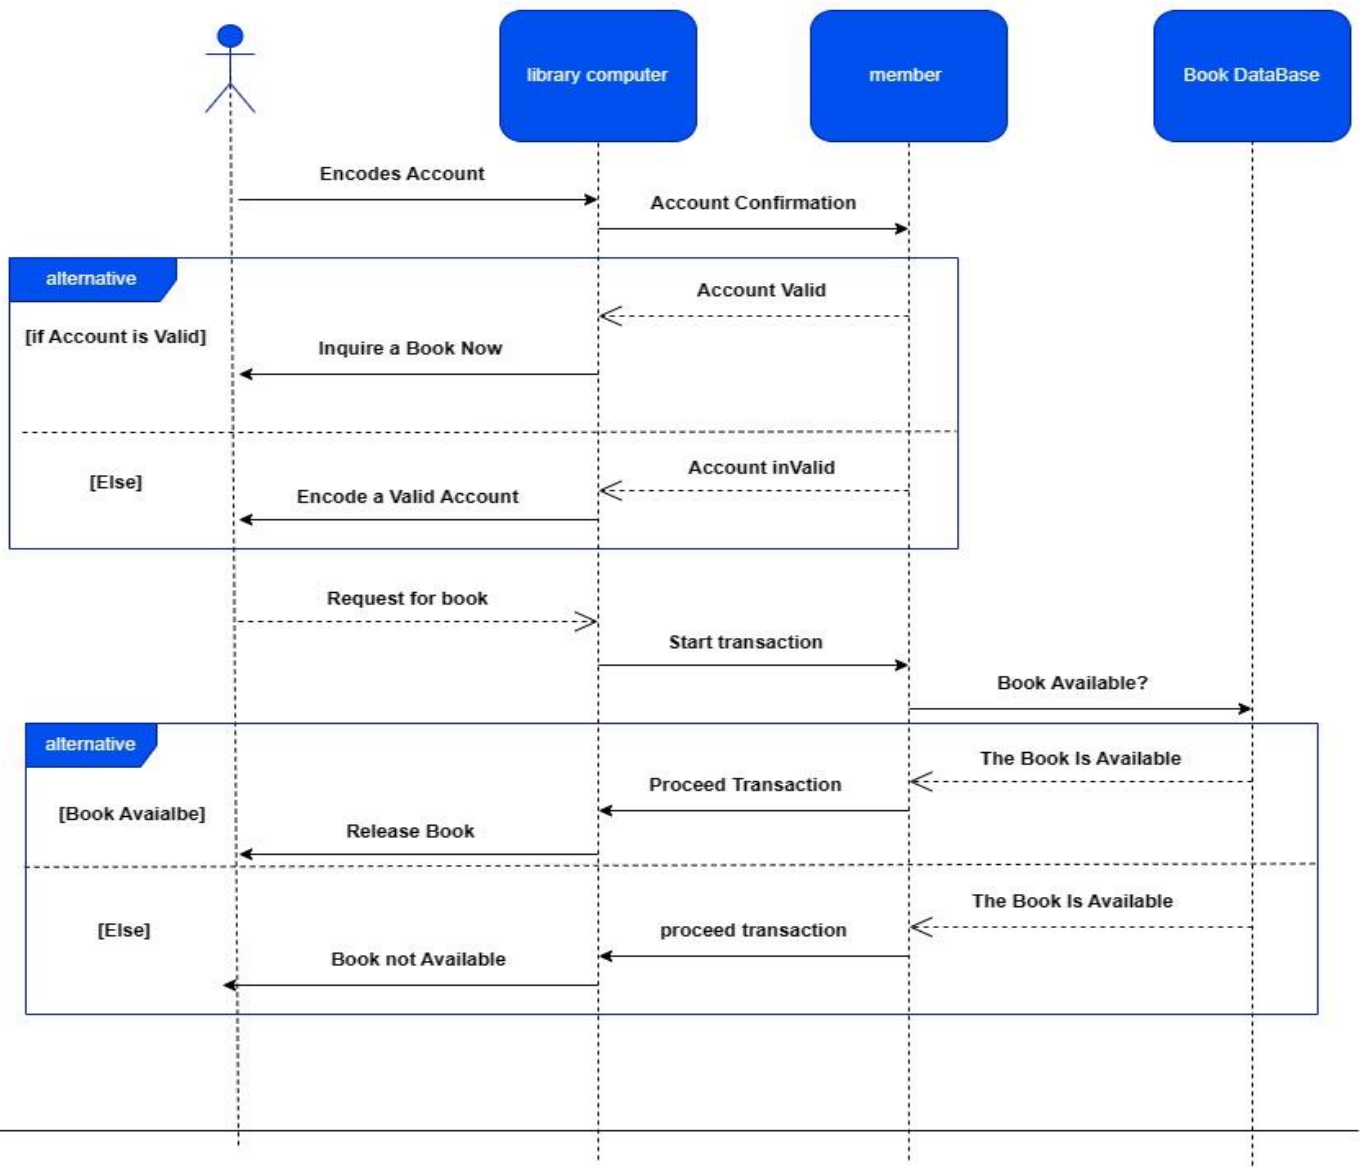 library computer
member
Book DataBase
Encodes Account
Account Confirmation
alternative
Account Valid
[if Account is Valid]
Inquire a Book Now
Account inValid
[Else]
Encode a Valid Account
Request for book
Start transaction
Book Available?
alternative
The Book Is Available
Proceed Transaction
[Book Avaialbe]
Release Book
The Book Is Available
[Else]
proceed transaction
Book not Available